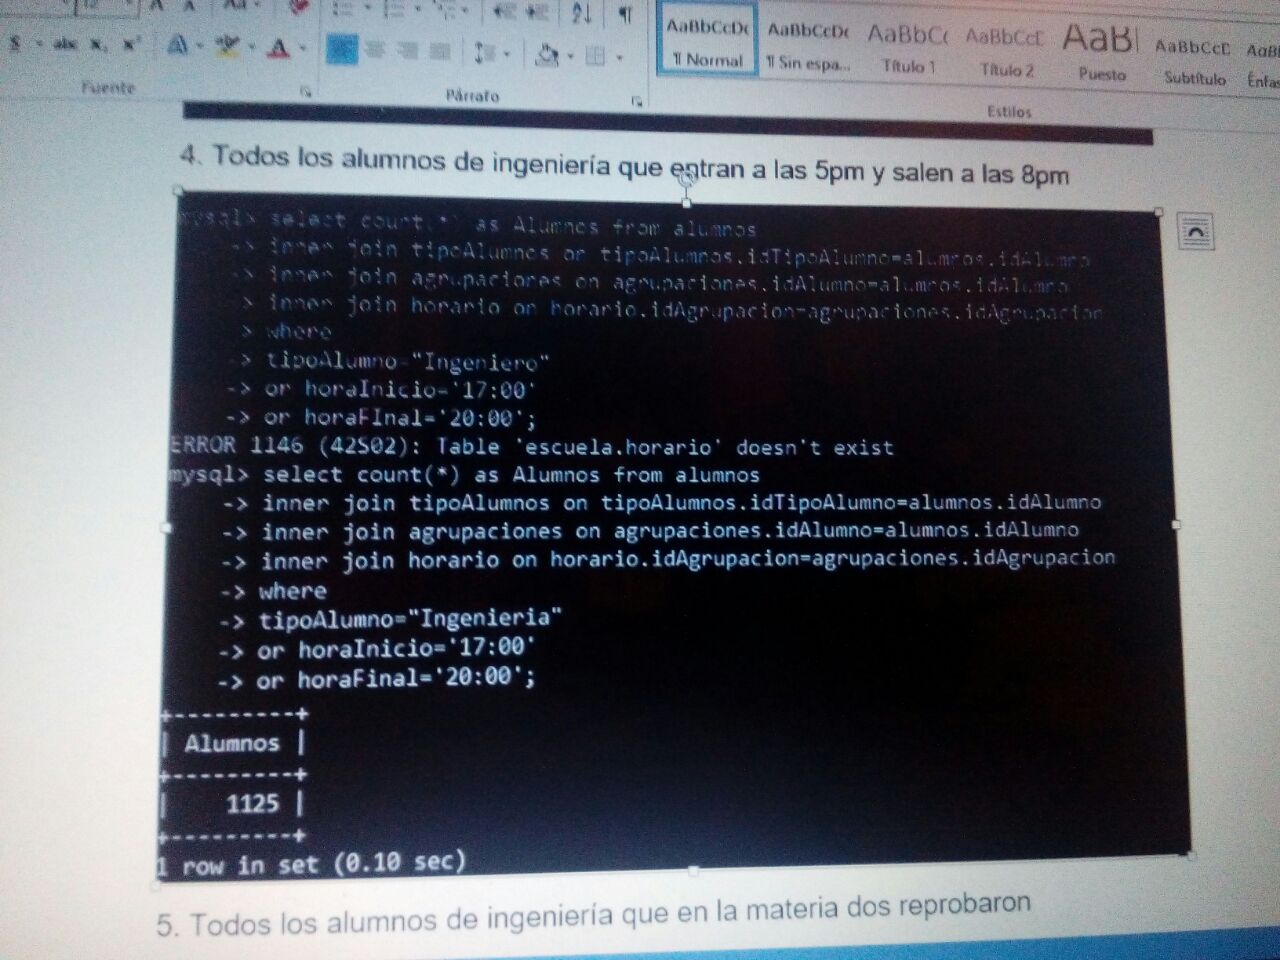 AaBbCcDc AaBbCcDc AaBbC AaBbCcD AaB AaBbCcD
¶ Normal ¶ Sin espa... Título 1 Título 2 Puesto Subtítulo Énfas
Fuente Párrafo Estilos
4. Todos los alumnos de ingeniería que entran a las 5pm y salen a las 8pm
mysql> select count * as Alumnos from alumnos
-> inner join tipoAlumnos on tipoAlumnos.idTipoAlumno=alumnos.idAlumno
-> inner join agrupaciones on agrupaciones.idAlumno=alumnos.idAlumno
-> inner join horario on horario.idAgrupacion=agrupaciones.idAgrupacion
> where
> tipoAlumno="Ingeniero"
-> or horaInicio='17:00'
-> or horaFInal='20:00';
ERROR 1146 (42S02): Table 'escuela.horario' doesn't exist
mysql> select count(*) as Alumnos from alumnos
-> inner join tipoAlumnos on tipoAlumnos.idTipoAlumno=alumnos.idAlumno
-> inner join agrupaciones on agrupaciones.idAlumno=alumnos.idAlumno
-> inner join horario on horario.idAgrupacion=agrupaciones.idAgrupacion
-> where
-> tipoAlumno="Ingenieria"
-> or horaInicio='17:00'
-> or horaFinal='20:00';
+---------+
| Alumnos |
+---------+
| 1125 |
+---------+
1 row in set (0.10 sec)
5. Todos los alumnos de ingeniería que en la materia dos reprobaron